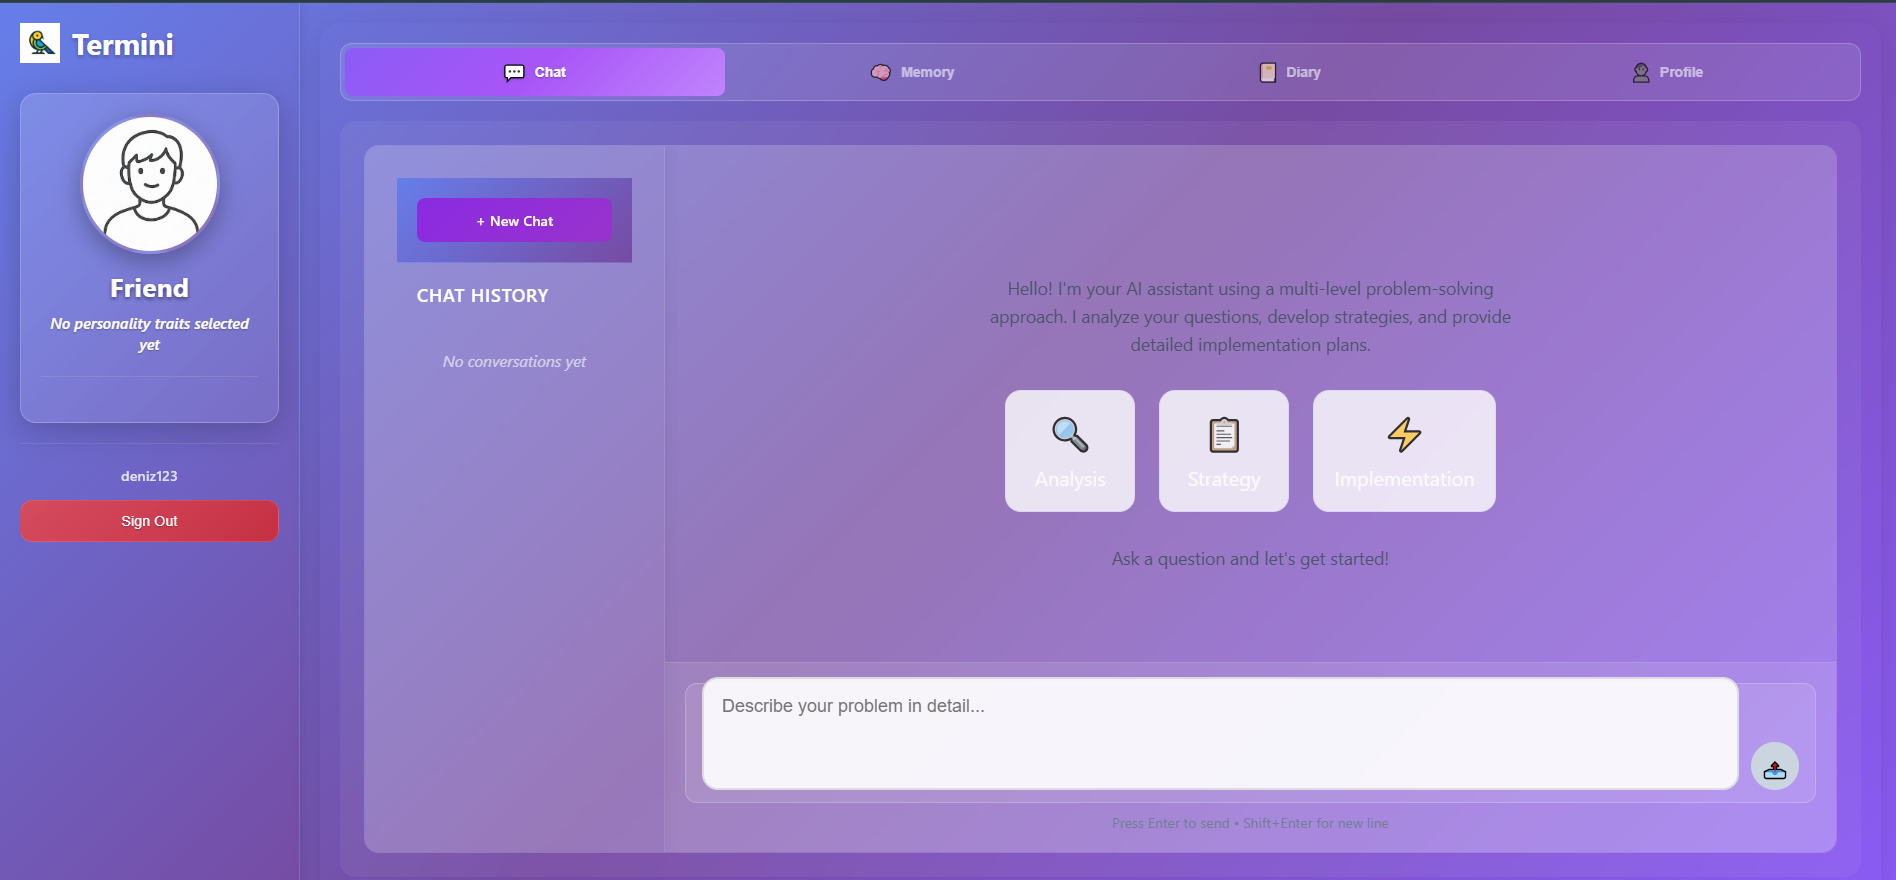 Termini
Friend
No personality traits selected
yet
deniz123
Sign Out
Chat
Memory
Diary
Profile
+ New Chat
CHAT HISTORY
No conversations yet
Hello! I'm your AI assistant using a multi-level problem-solving
approach. I analyze your questions, develop strategies, and provide
detailed implementation plans.
Analysis
Strategy
Implementation
Ask a question and let's get started!
Describe your problem in detail...
Press Enter to send • Shift+Enter for new line